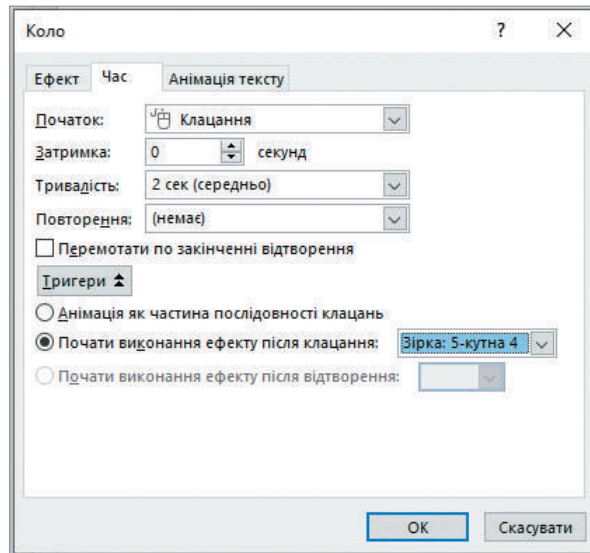 Коло ?
Ефект Час Анімація тексту
Початок: Клацання
Затримка: 0 секунд
Тривалість: 2 сек (середньо)
Повторення: (немає)
Перемотати по закінченні відтворення
Тригери
Анімація як частина послідовності клацань
Почати виконання ефекту після клацання: Зірка: 5-кутна 4
Почати виконання ефекту після відтворення:
ОК Скасувати